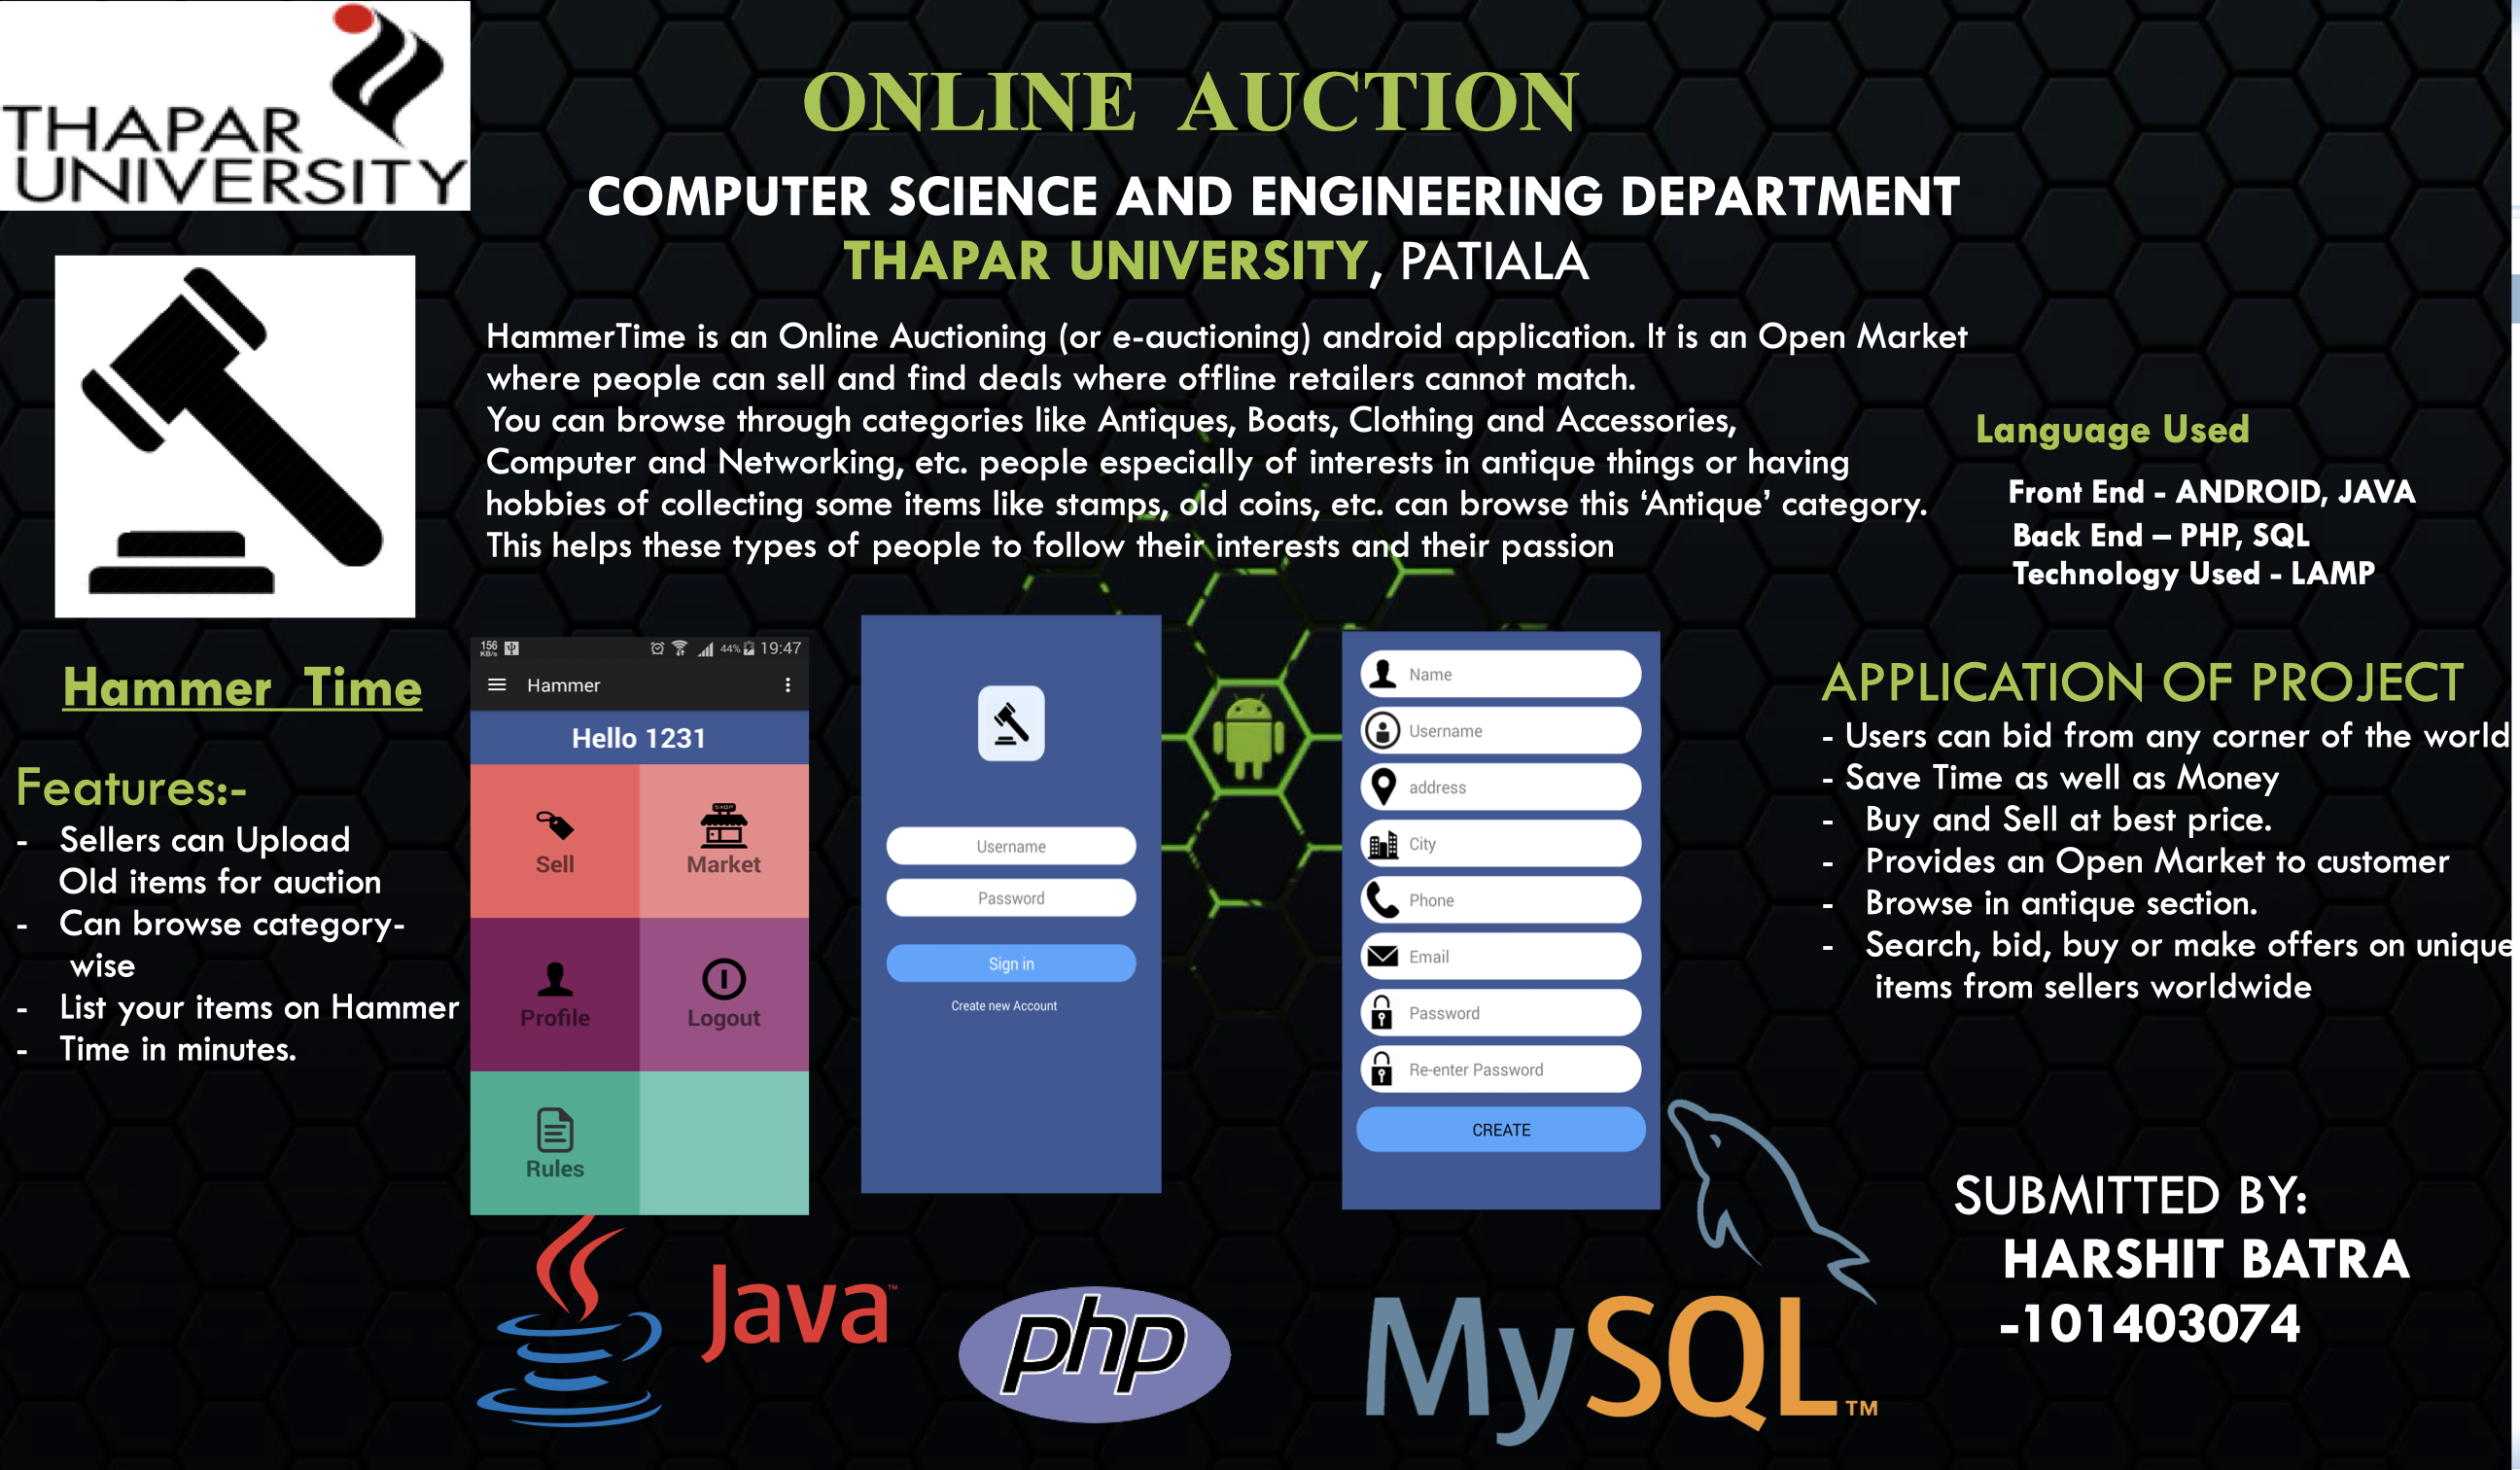 THAPAR
UNIVERSITY
ONLINE AUCTION
COMPUTER SCIENCE AND ENGINEERING DEPARTMENT
THAPAR UNIVERSITY, PATIALA
HammerTime is an Online Auctioning (or e-auctioning) android application. It is an Open Market
where people can sell and find deals where offline retailers cannot match.
You can browse through categories like Antiques, Boats, Clothing and Accessories,
Computer and Networking, etc. people especially of interests in antique things or having
hobbies of collecting some items like stamps, old coins, etc. can browse this ‘Antique’ category.
This helps these types of people to follow their interests and their passion
Language Used
Front End - ANDROID, JAVA
Back End – PHP, SQL
Technology Used - LAMP
Hammer Time
Features:-
- Sellers can Upload
Old items for auction
- Can browse category-
wise
- List your items on Hammer
- Time in minutes.
156 KB/s 44% 19:47
Hammer
Hello 1231
Sell
SHOP
Market
Profile
Logout
Rules
Username
Password
Sign in
Create new Account
Name
Username
address
City
Phone
Email
Password
Re-enter Password
CREATE
APPLICATION OF PROJECT
- Users can bid from any corner of the world
- Save Time as well as Money
- Buy and Sell at best price.
- Provides an Open Market to customer
- Browse in antique section.
- Search, bid, buy or make offers on unique
items from sellers worldwide
Java™
php
MySQL™
SUBMITTED BY:
HARSHIT BATRA
-101403074